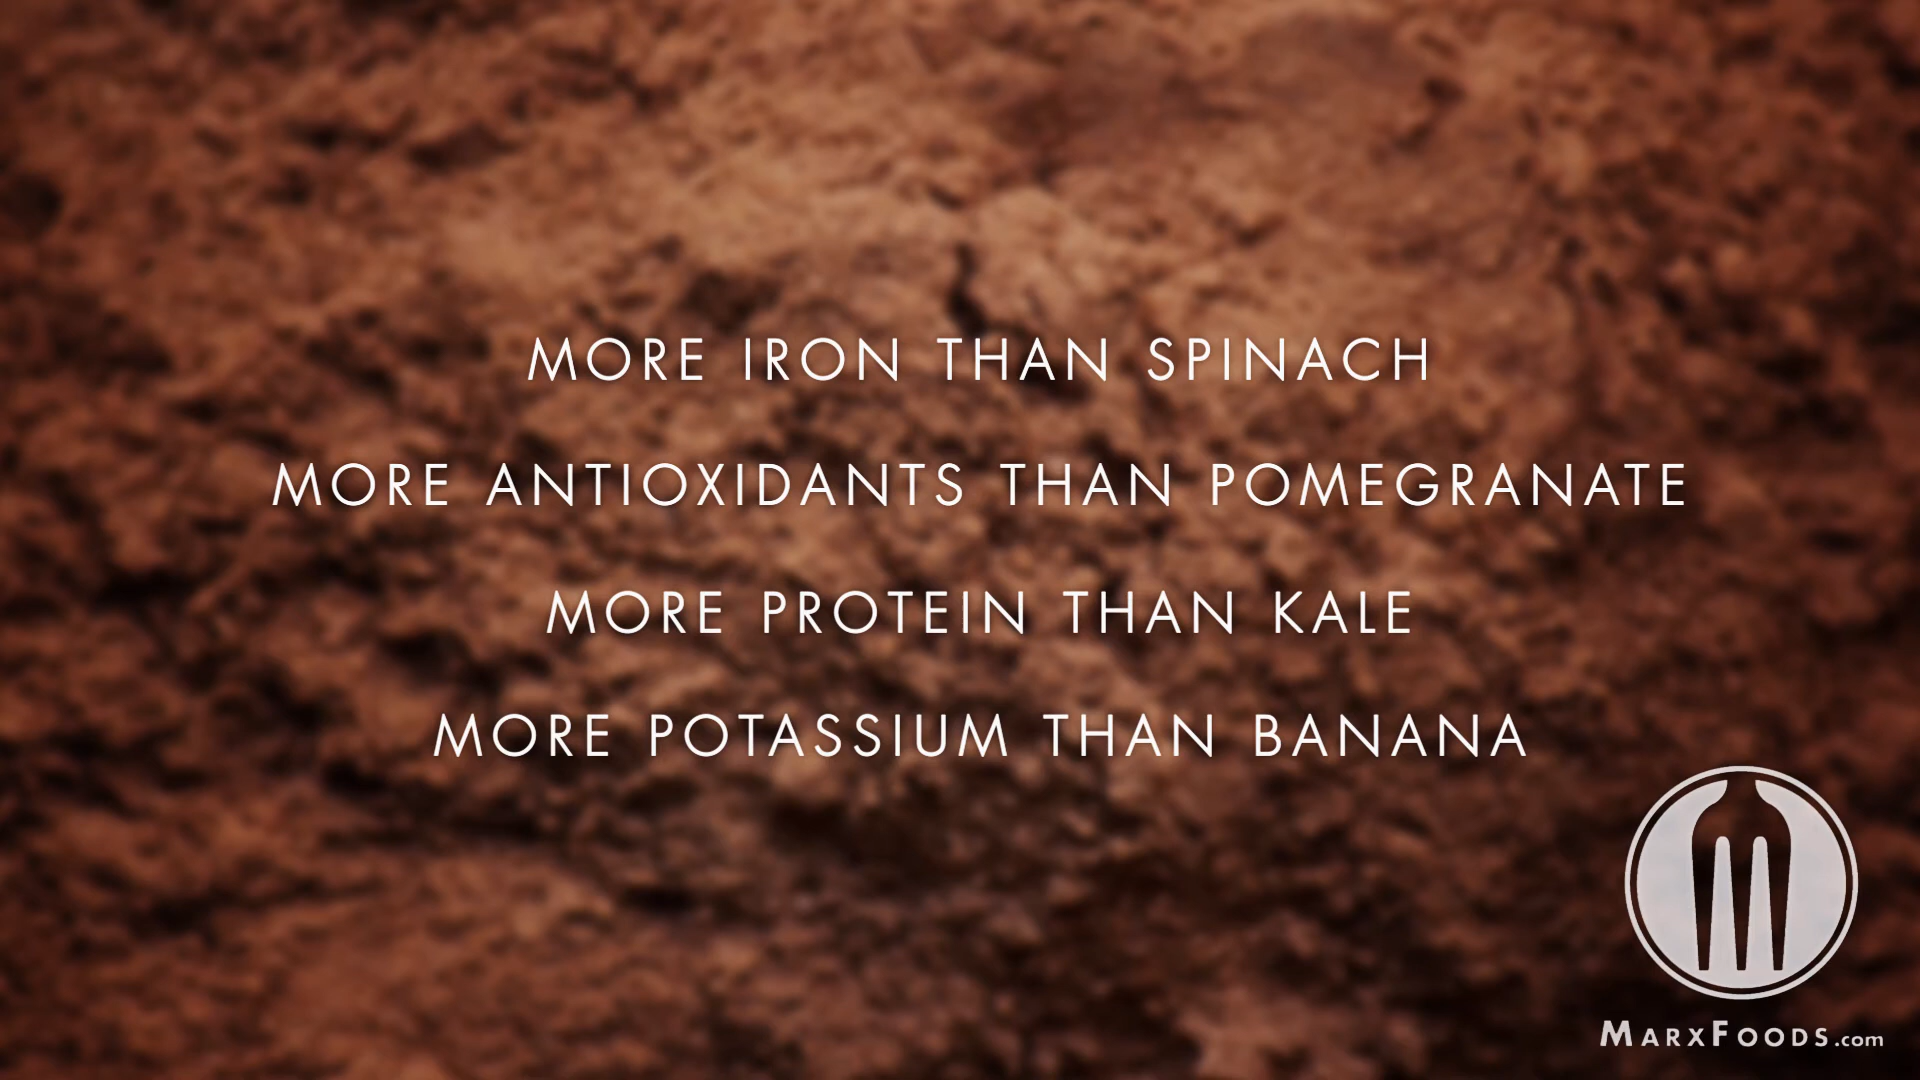 MORE IRON THAN SPINACH
MORE ANTIOXIDANTS THAN POMEGRANATE
MORE PROTEIN THAN KALE
MORE POTASSIUM THAN BANANA
MARXFOODS.com